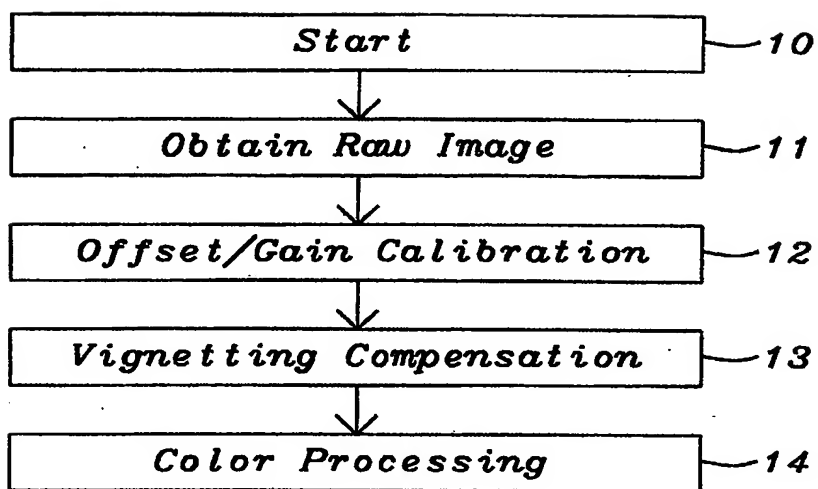 Start 10
Obtain Raw Image 11
Offset/Gain Calibration 12
Vignetting Compensation 13
Color Processing 14